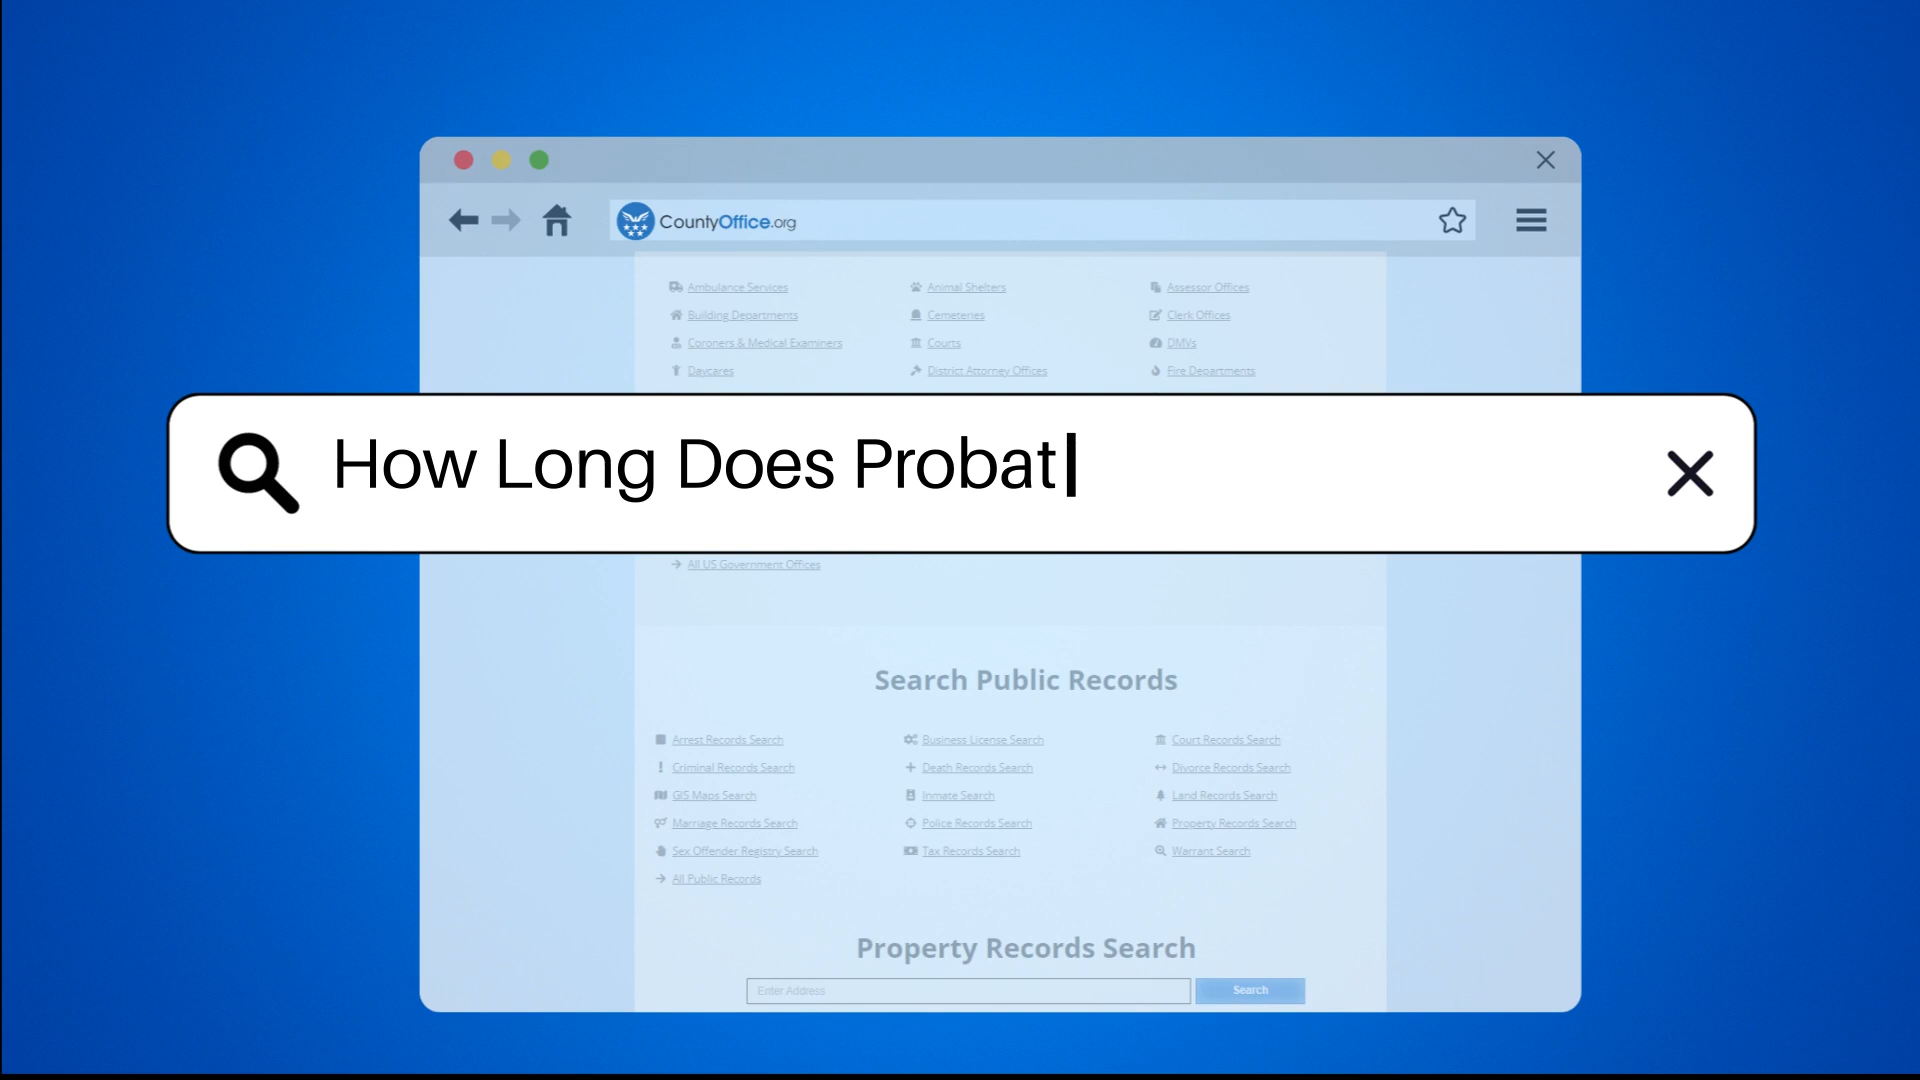 CountyOffice.org
Ambulance Services Animal Shelters Assessor Offices
Building Departments Cemeteries Clerk Offices
Coroners & Medical Examiners Courts DMVs
Daycares District Attorney Offices Fire Departments
How Long Does Probat
All US Government Offices
Search Public Records
Arrest Records Search Business License Search Court Records Search
Criminal Records Search Death Records Search Divorce Records Search
GIS Maps Search Inmate Search Land Records Search
Marriage Records Search Police Records Search Property Records Search
Sex Offender Registry Search Tax Records Search Warrant Search
All Public Records
Property Records Search
Enter Address Search